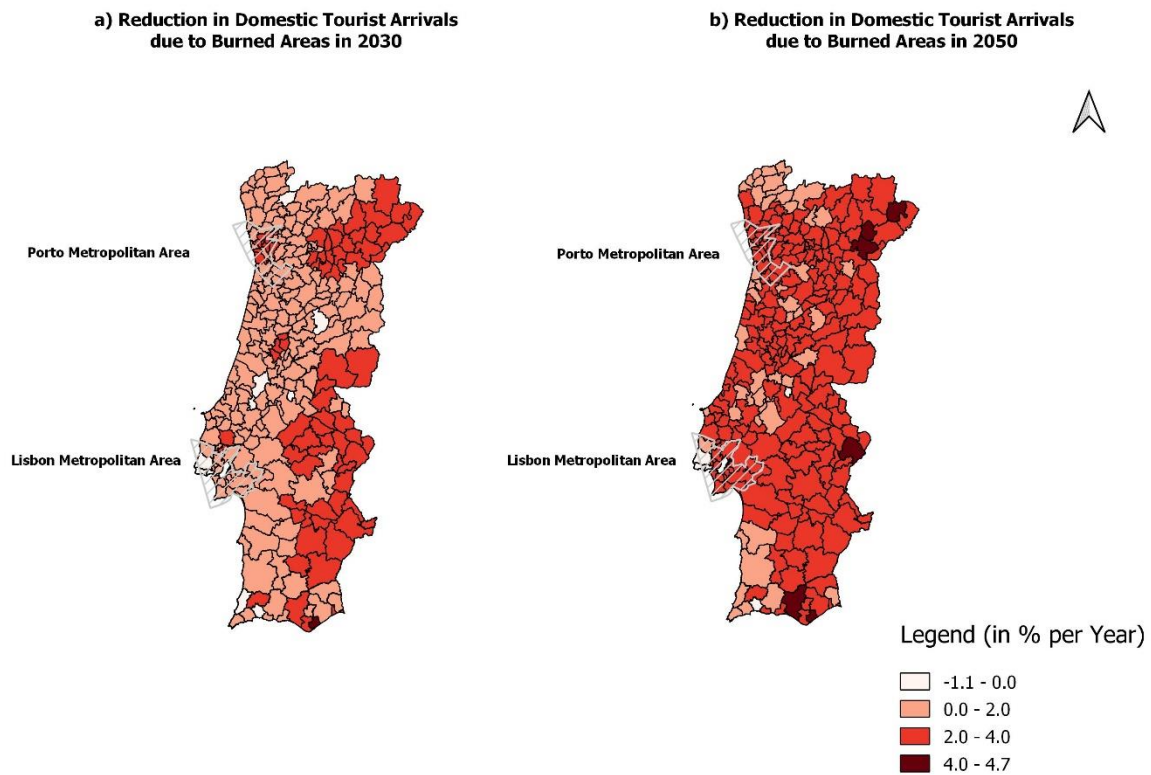 a) Reduction in Domestic Tourist Arrivals
due to Burned Areas in 2030
b) Reduction in Domestic Tourist Arrivals
due to Burned Areas in 2050
Porto Metropolitan Area
Porto Metropolitan Area
Lisbon Metropolitan Area
Lisbon Metropolitan Area
Legend (in % per Year)
-1.1 - 0.0
0.0 - 2.0
2.0 - 4.0
4.0 - 4.7